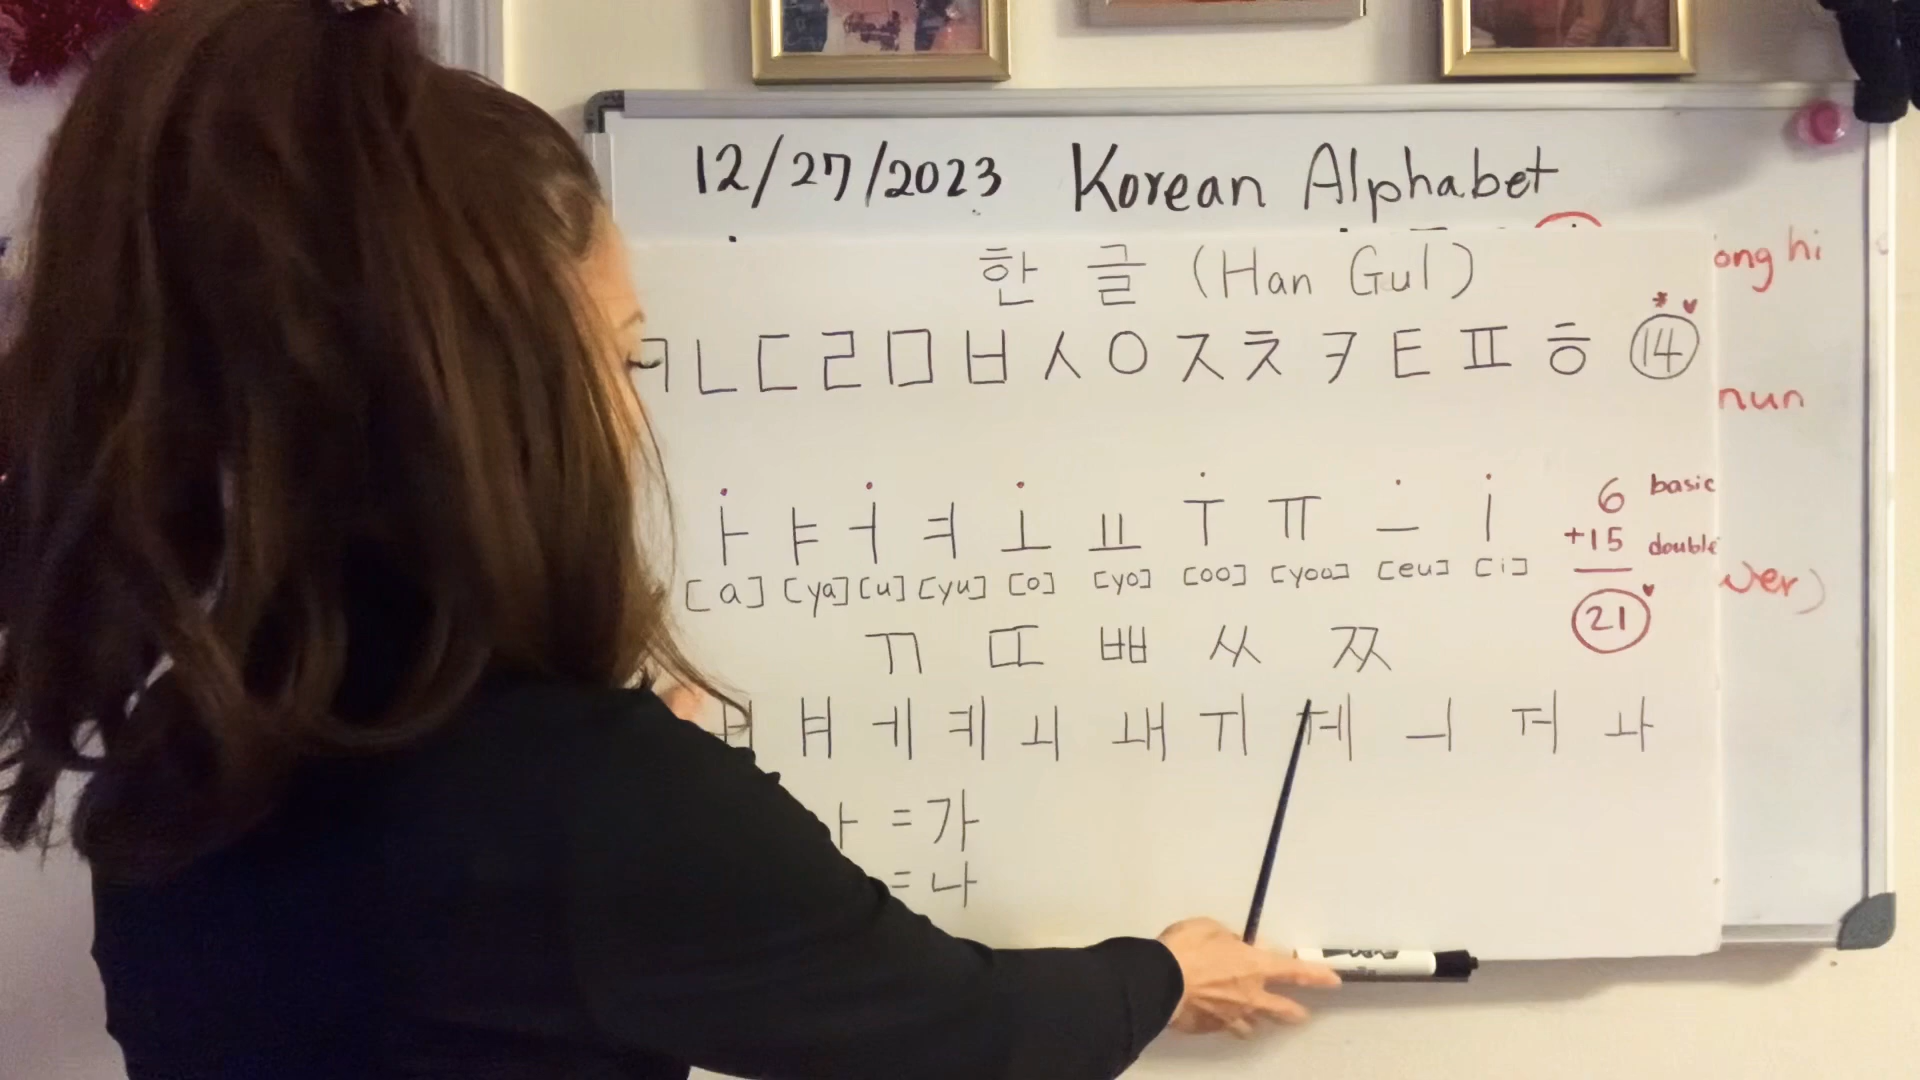 12/27/2023 Korean Alphabet
한 글 (Han Gul)
ong hi
ㄱ ㄴ ㄷ ㄹ ㅁ ㅂ ㅅ ㅇ ㅈ ㅊ ㅋ ㅌ ㅍ ㅎ 14
nun
ㅏ ㅑ ㅓ ㅕ ㅗ ㅛ ㅜ ㅠ ㅡ ㅣ
[a] [ya] [u] [yu] [o] [yo] [oo] [yoo] [eu] [i]
6 basic
+15 double
21
ver)
ㄲ ㄸ ㅃ ㅆ ㅉ
ㅐ ㅒ ㅔ ㅖ ㅚ ㅙ ㅟ ㅞ ㅢ ㅝ ㅘ
ㅏ = 가
= 나